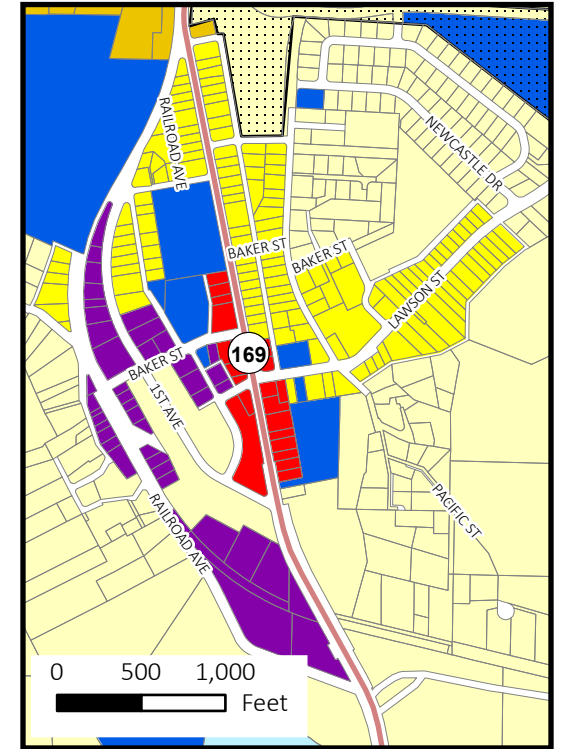 RAILROAD AVE
NEWCASTLE DR
BAKER ST
BAKER ST
LAWSON ST
169
BAKER ST
1ST AVE
PACIFIC ST
RAILROAD AVE
0 500 1,000
Feet